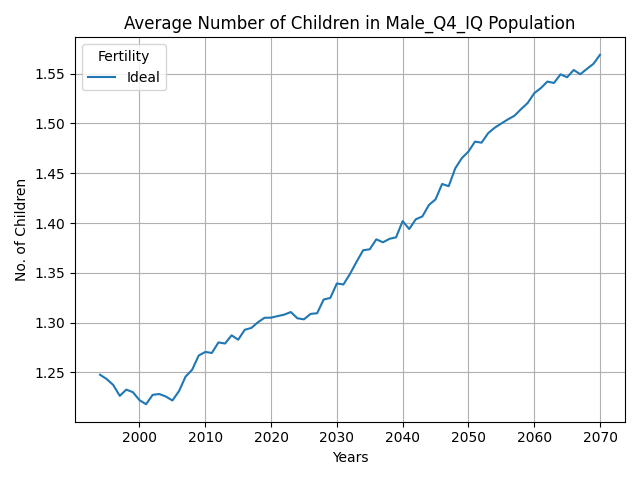 Average Number of Children in Male_Q4_IQ Population
Fertility
Ideal
No. of Children
1.55
1.50
1.45
1.40
1.35
1.30
1.25
2000 2010 2020 2030 2040 2050 2060 2070
Years